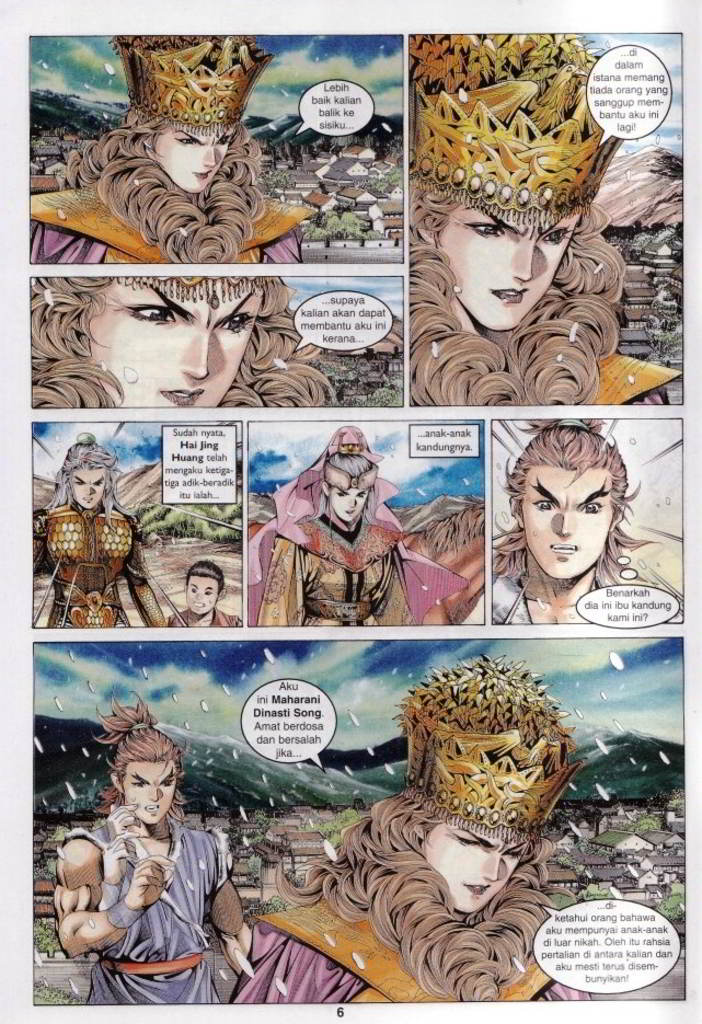 Lebih
baik kalian
balik ke
sisiku...
...di
dalam
istana memang
tiada orang yang
sanggup mem-
bantu aku ini
lagi!
...supaya
kalian akan dapat
membantu aku ini
kerana...
Sudah nyata,
Hai Jing
Huang telah
mengaku ketiga-
tiga adik-beradik
itu ialah...
...anak-anak
kandungnya.
Benarkah
dia ini ibu kandung
kami ini?
Aku
ini Maharani
Dinasti Song.
Amat berdosa
dan bersalah
jika...
...di-
ketahui orang bahawa
aku mempunyai anak-anak
di luar nikah. Oleh itu rahsia
pertalian di antara kalian dan
aku mesti terus disem-
bunyikan!
6